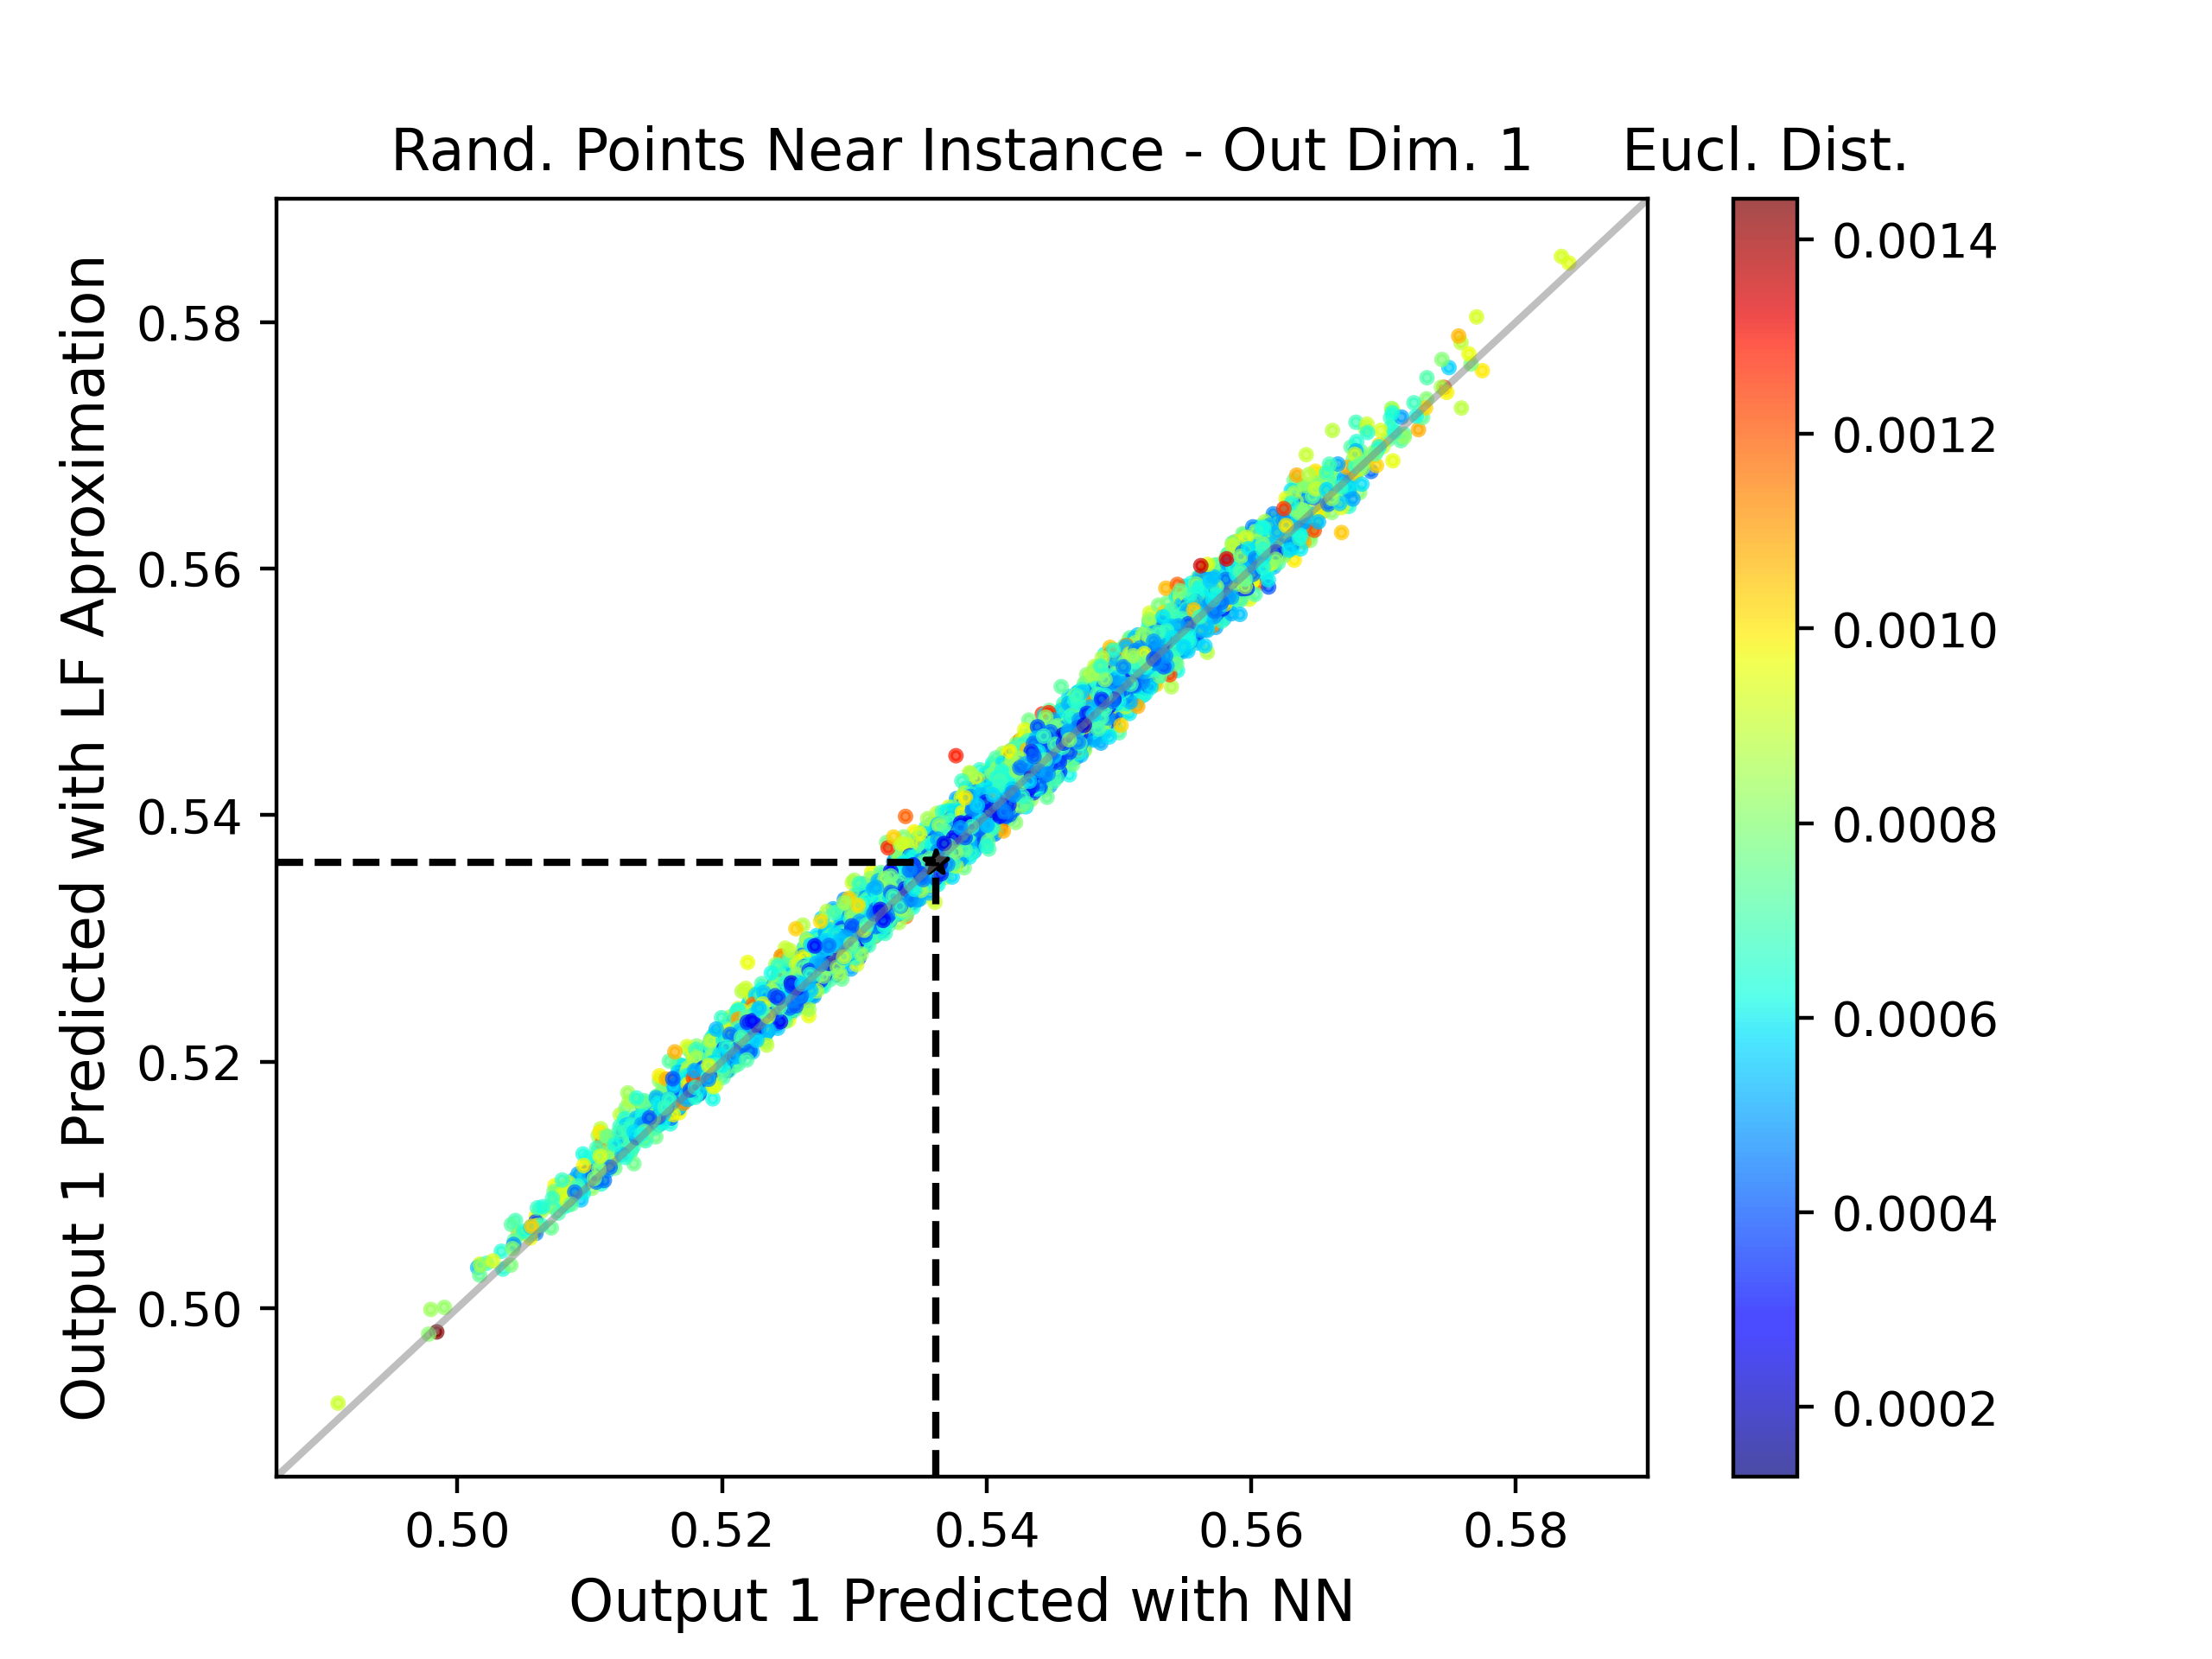 Rand. Points Near Instance - Out Dim. 1
Eucl. Dist.
Output 1 Predicted with LF Aproximation
0.58
0.56
0.54
0.52
0.50
0.50 0.52 0.54 0.56 0.58
Output 1 Predicted with NN
0.0014
0.0012
0.0010
0.0008
0.0006
0.0004
0.0002